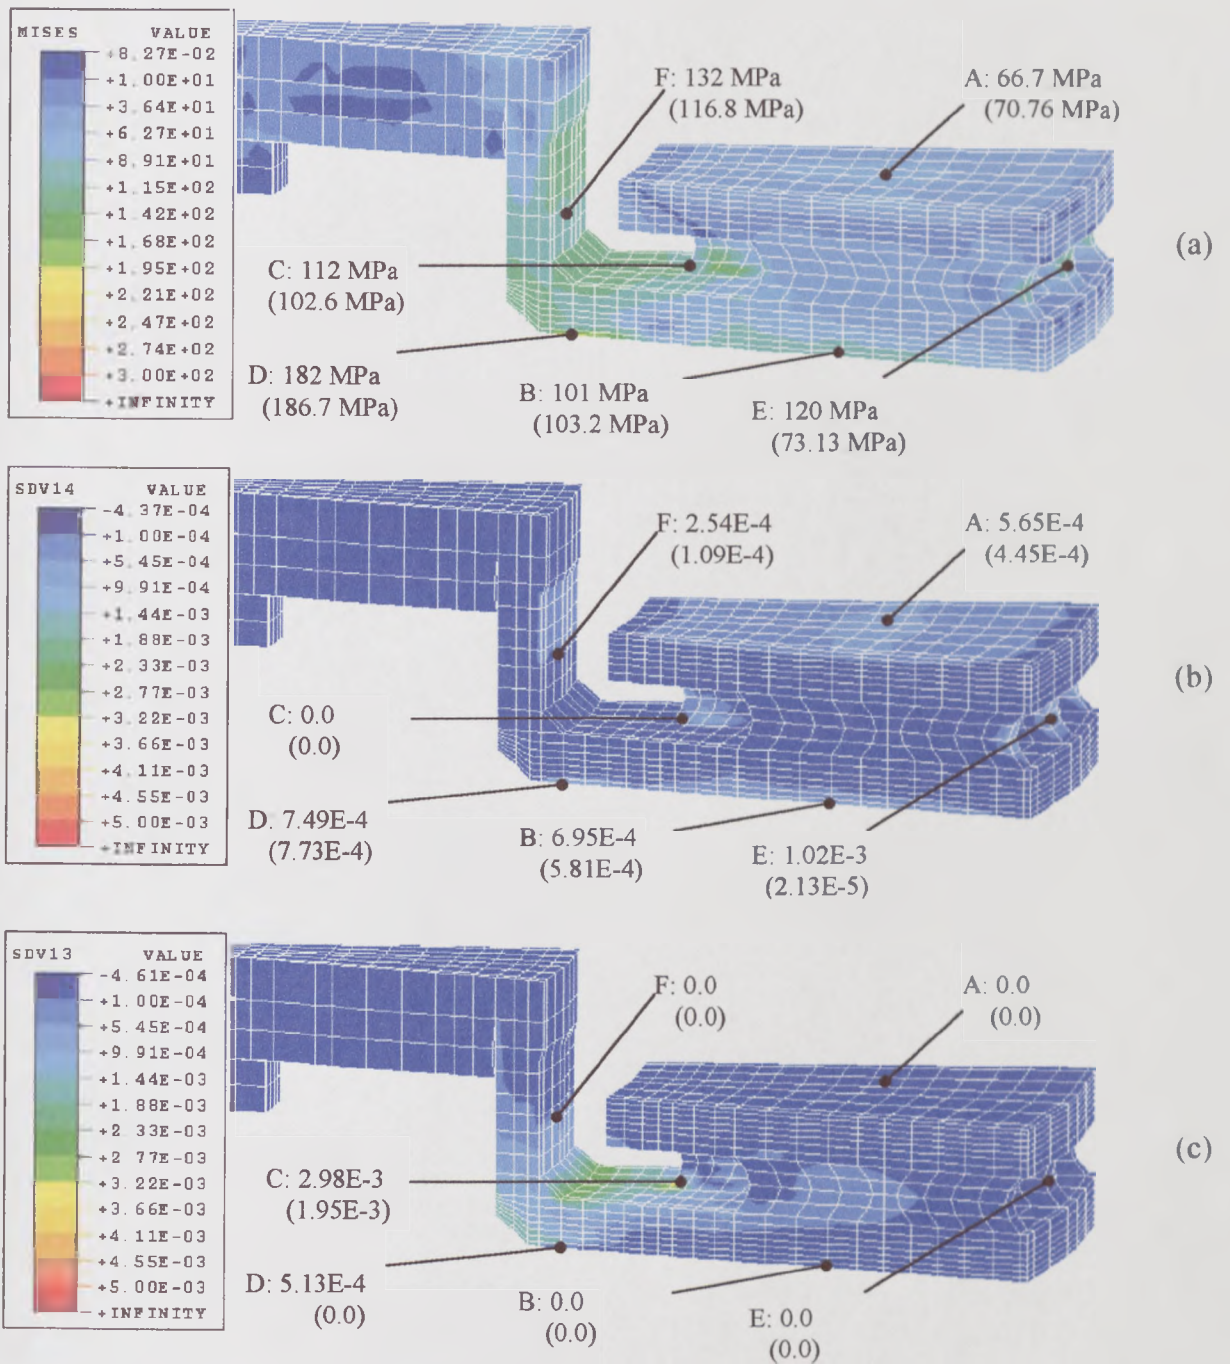 MISES VALUE
+8.27E-02
+1.00E+01
+3.64E+01
+6.27E+01
+8.91E+01
+1.15E+02
+1.42E+02
+1.68E+02
+1.95E+02
+2.21E+02
+2.47E+02
+2.74E+02
+3.00E+02
+INFINITY
F: 132 MPa
(116.8 MPa)
A: 66.7 MPa
(70.76 MPa)
C: 112 MPa
(102.6 MPa)
D: 182 MPa
(186.7 MPa)
B: 101 MPa
(103.2 MPa)
E: 120 MPa
(73.13 MPa)
(a)
SDV14 VALUE
-4.37E-04
+1.00E-04
+5.45E-04
+9.91E-04
+1.44E-03
+1.88E-03
+2.33E-03
+2.77E-03
+3.22E-03
+3.66E-03
+4.11E-03
+4.55E-03
+5.00E-03
+INFINITY
F: 2.54E-4
(1.09E-4)
A: 5.65E-4
(4.45E-4)
C: 0.0
(0.0)
D. 7.49E-4
(7.73E-4)
B: 6.95E-4
(5.81E-4)
E: 1.02E-3
(2.13E-5)
(b)
SDV13 VALUE
-4.61E-04
+1.00E-04
+5.45E-04
+9.91E-04
+1.44E-03
+1.88E-03
+2.33E-03
+2.77E-03
+3.22E-03
+3.66E-03
+4.11E-03
+4.55E-03
+5.00E-03
+INFINITY
F: 0.0
(0.0)
A: 0.0
(0.0)
C: 2.98E-3
(1.95E-3)
D: 5.13E-4
(0.0)
B: 0.0
(0.0)
E: 0.0
(0.0)
(c)